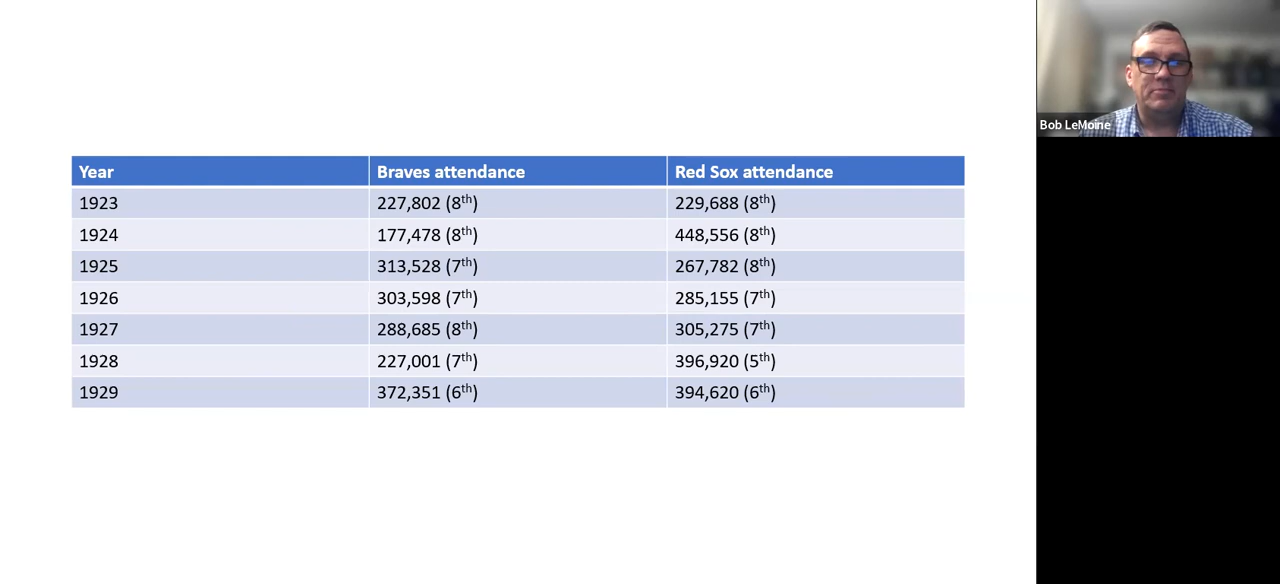 Year Braves attendance Red Sox attendance
1923 227,802 (8th) 229,688 (8th)
1924 177,478 (8th) 448,556 (8th)
1925 313,528 (7th) 267,782 (8th)
1926 303,598 (7th) 285,155 (7th)
1927 288,685 (8th) 305,275 (7th)
1928 227,001 (7th) 396,920 (5th)
1929 372,351 (6th) 394,620 (6th)
Bob LeMoine